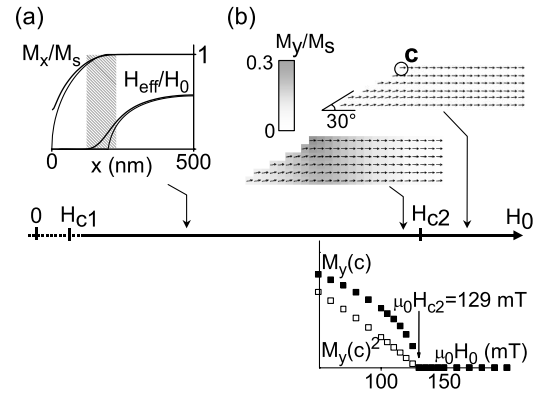 (a)
(b)
Mx/Ms
1
Heff/H0
0
x (nm)
500
My/Ms
0.3
0
c
30°
0
Hc1
Hc2
H0
My(c)
μ0Hc2=129 mT
My(c)²
μ0H0 (mT)
100
150